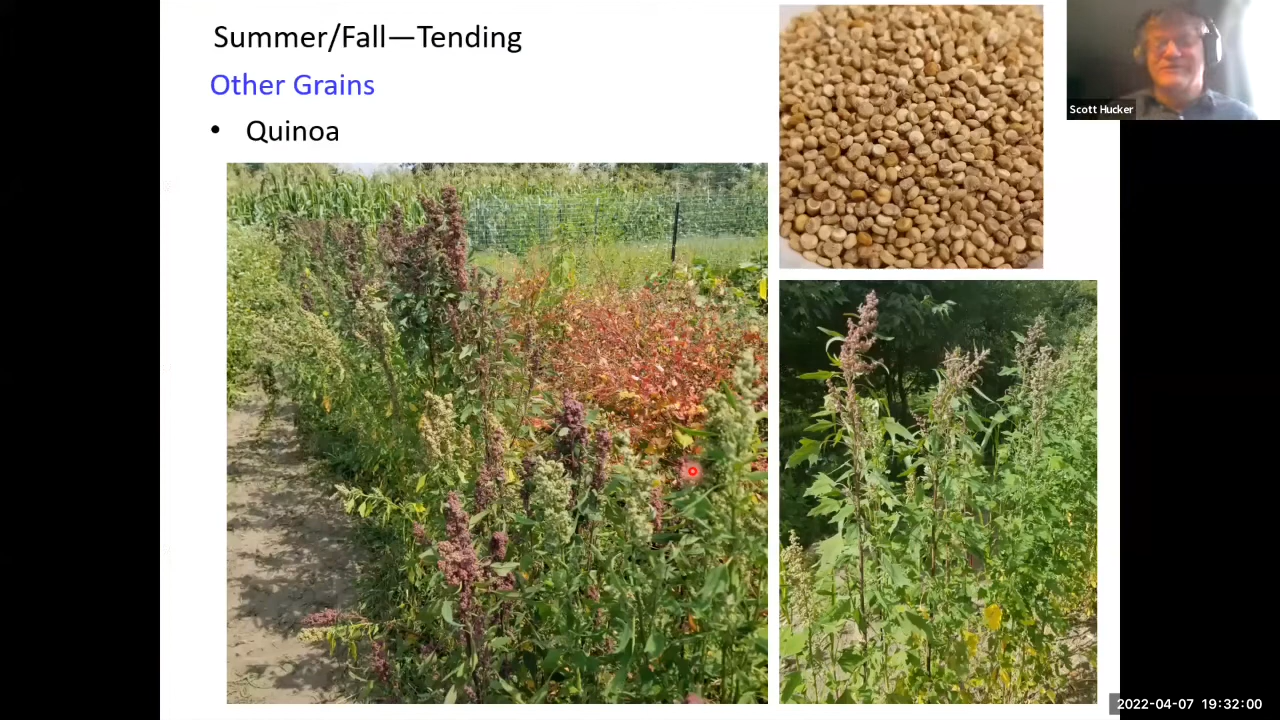 Summer/Fall—Tending
Other Grains
• Quinoa
Scott Hucker
2022-04-07 19:32:00